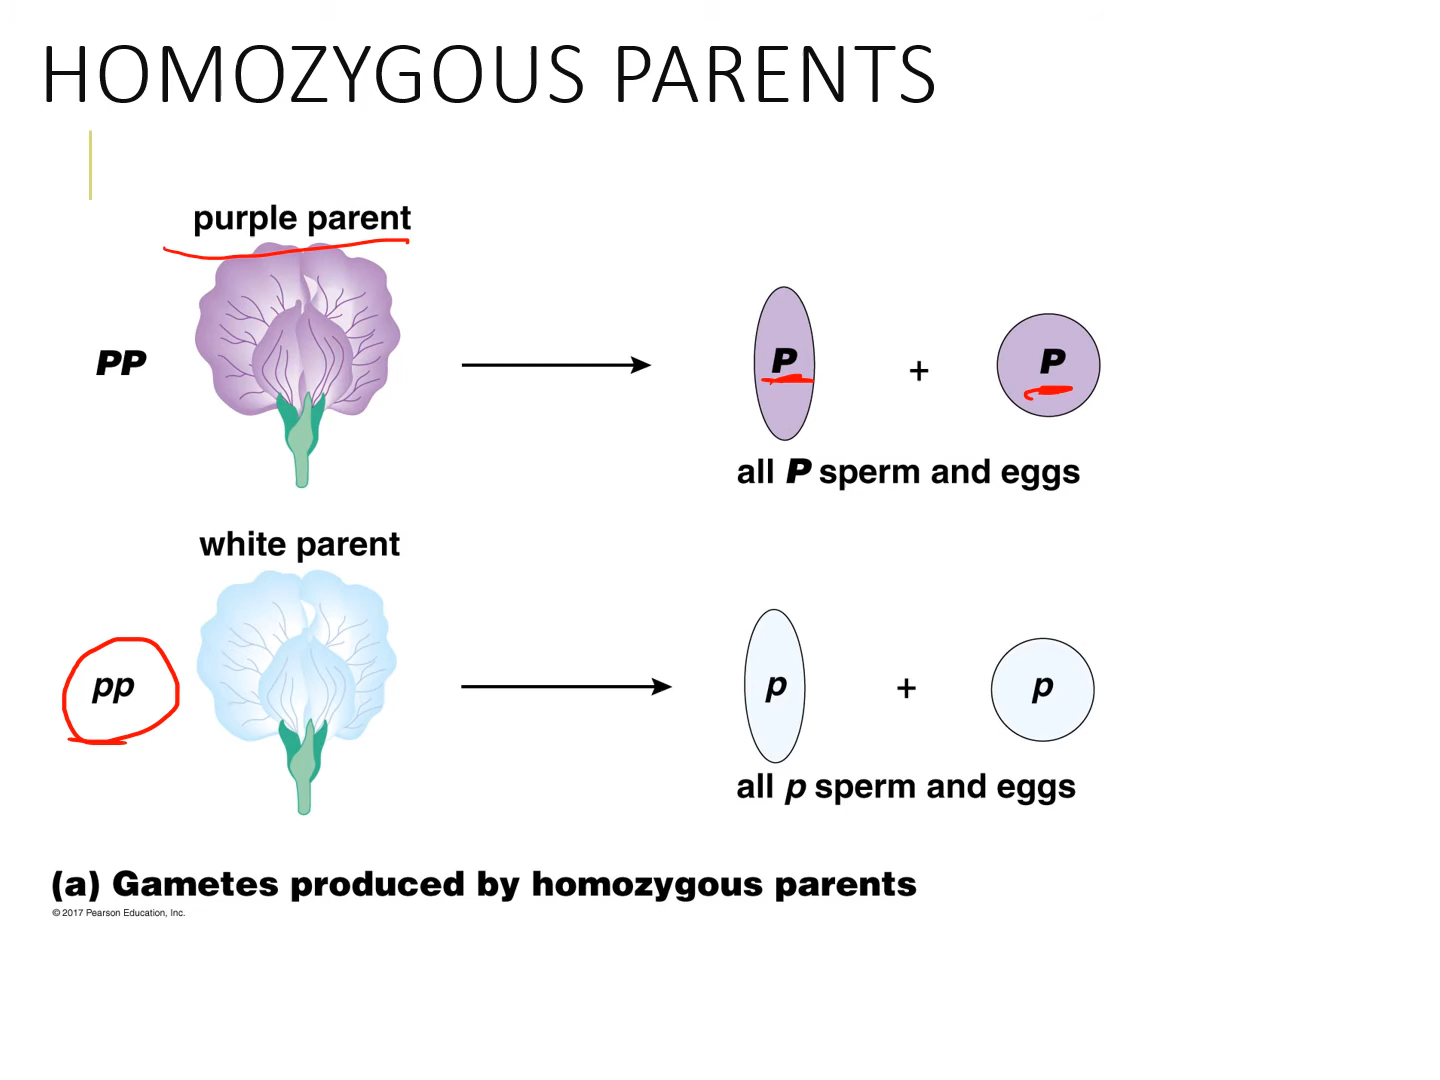 HOMOZYGOUS PARENTS
purple parent
PP
P
+
P
all P sperm and eggs
white parent
pp
p
+
p
all p sperm and eggs
(a) Gametes produced by homozygous parents
© 2017 Pearson Education, Inc.